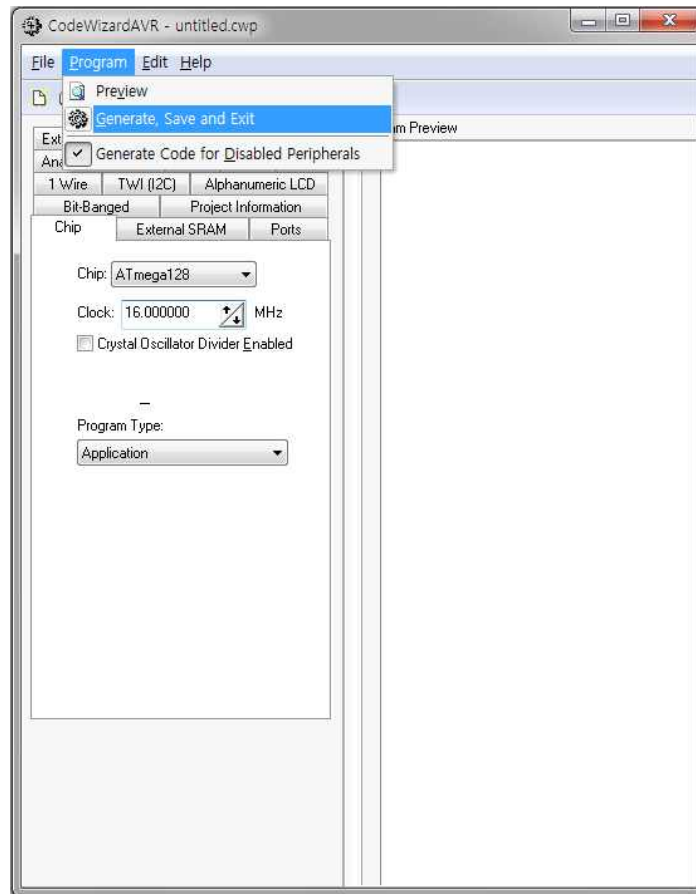 CodeWizardAVR - untitled.cwp
File Program Edit Help
Preview
Generate, Save and Exit
Generate Code for Disabled Peripherals
Preview
1 Wire TWI (I2C) Alphanumeric LCD
Bit-Banged Project Information
Chip External SRAM Ports
Chip: ATmega128
Clock: 16.000000 MHz
Crystal Oscillator Divider Enabled
Program Type:
Application